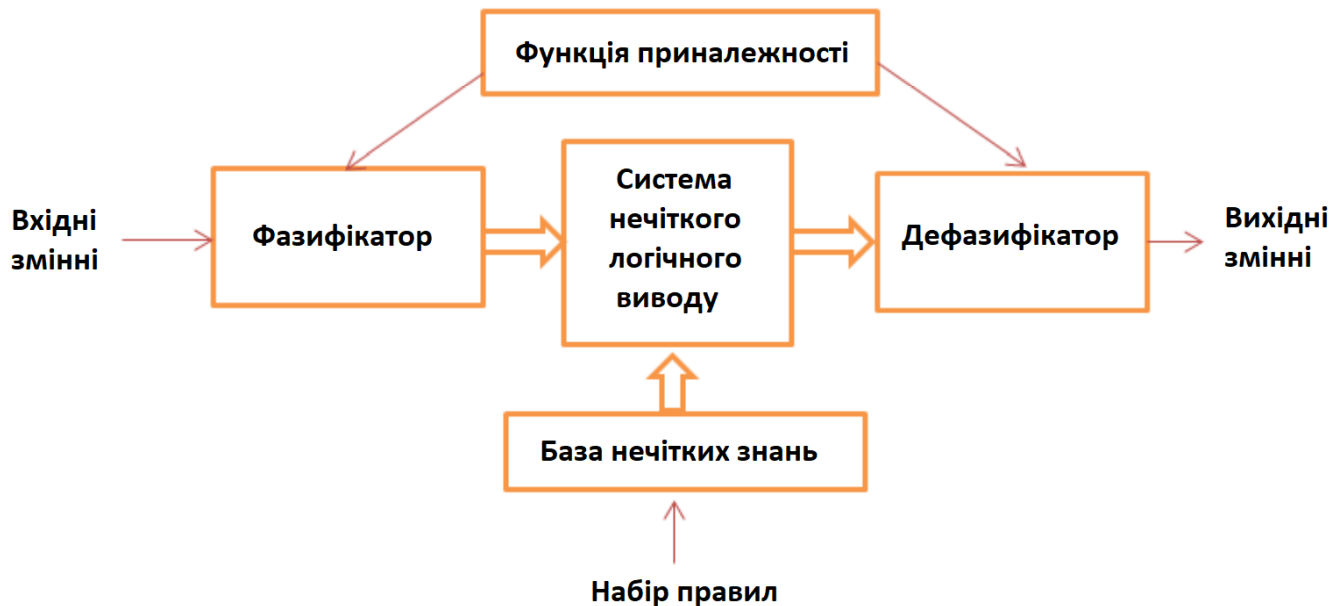 Функція приналежності
Вхідні
змінні
Фазифікатор
Система
нечіткого
логічного
виводу
Дефазифікатор
Вихідні
змінні
База нечітких знань
Набір правил